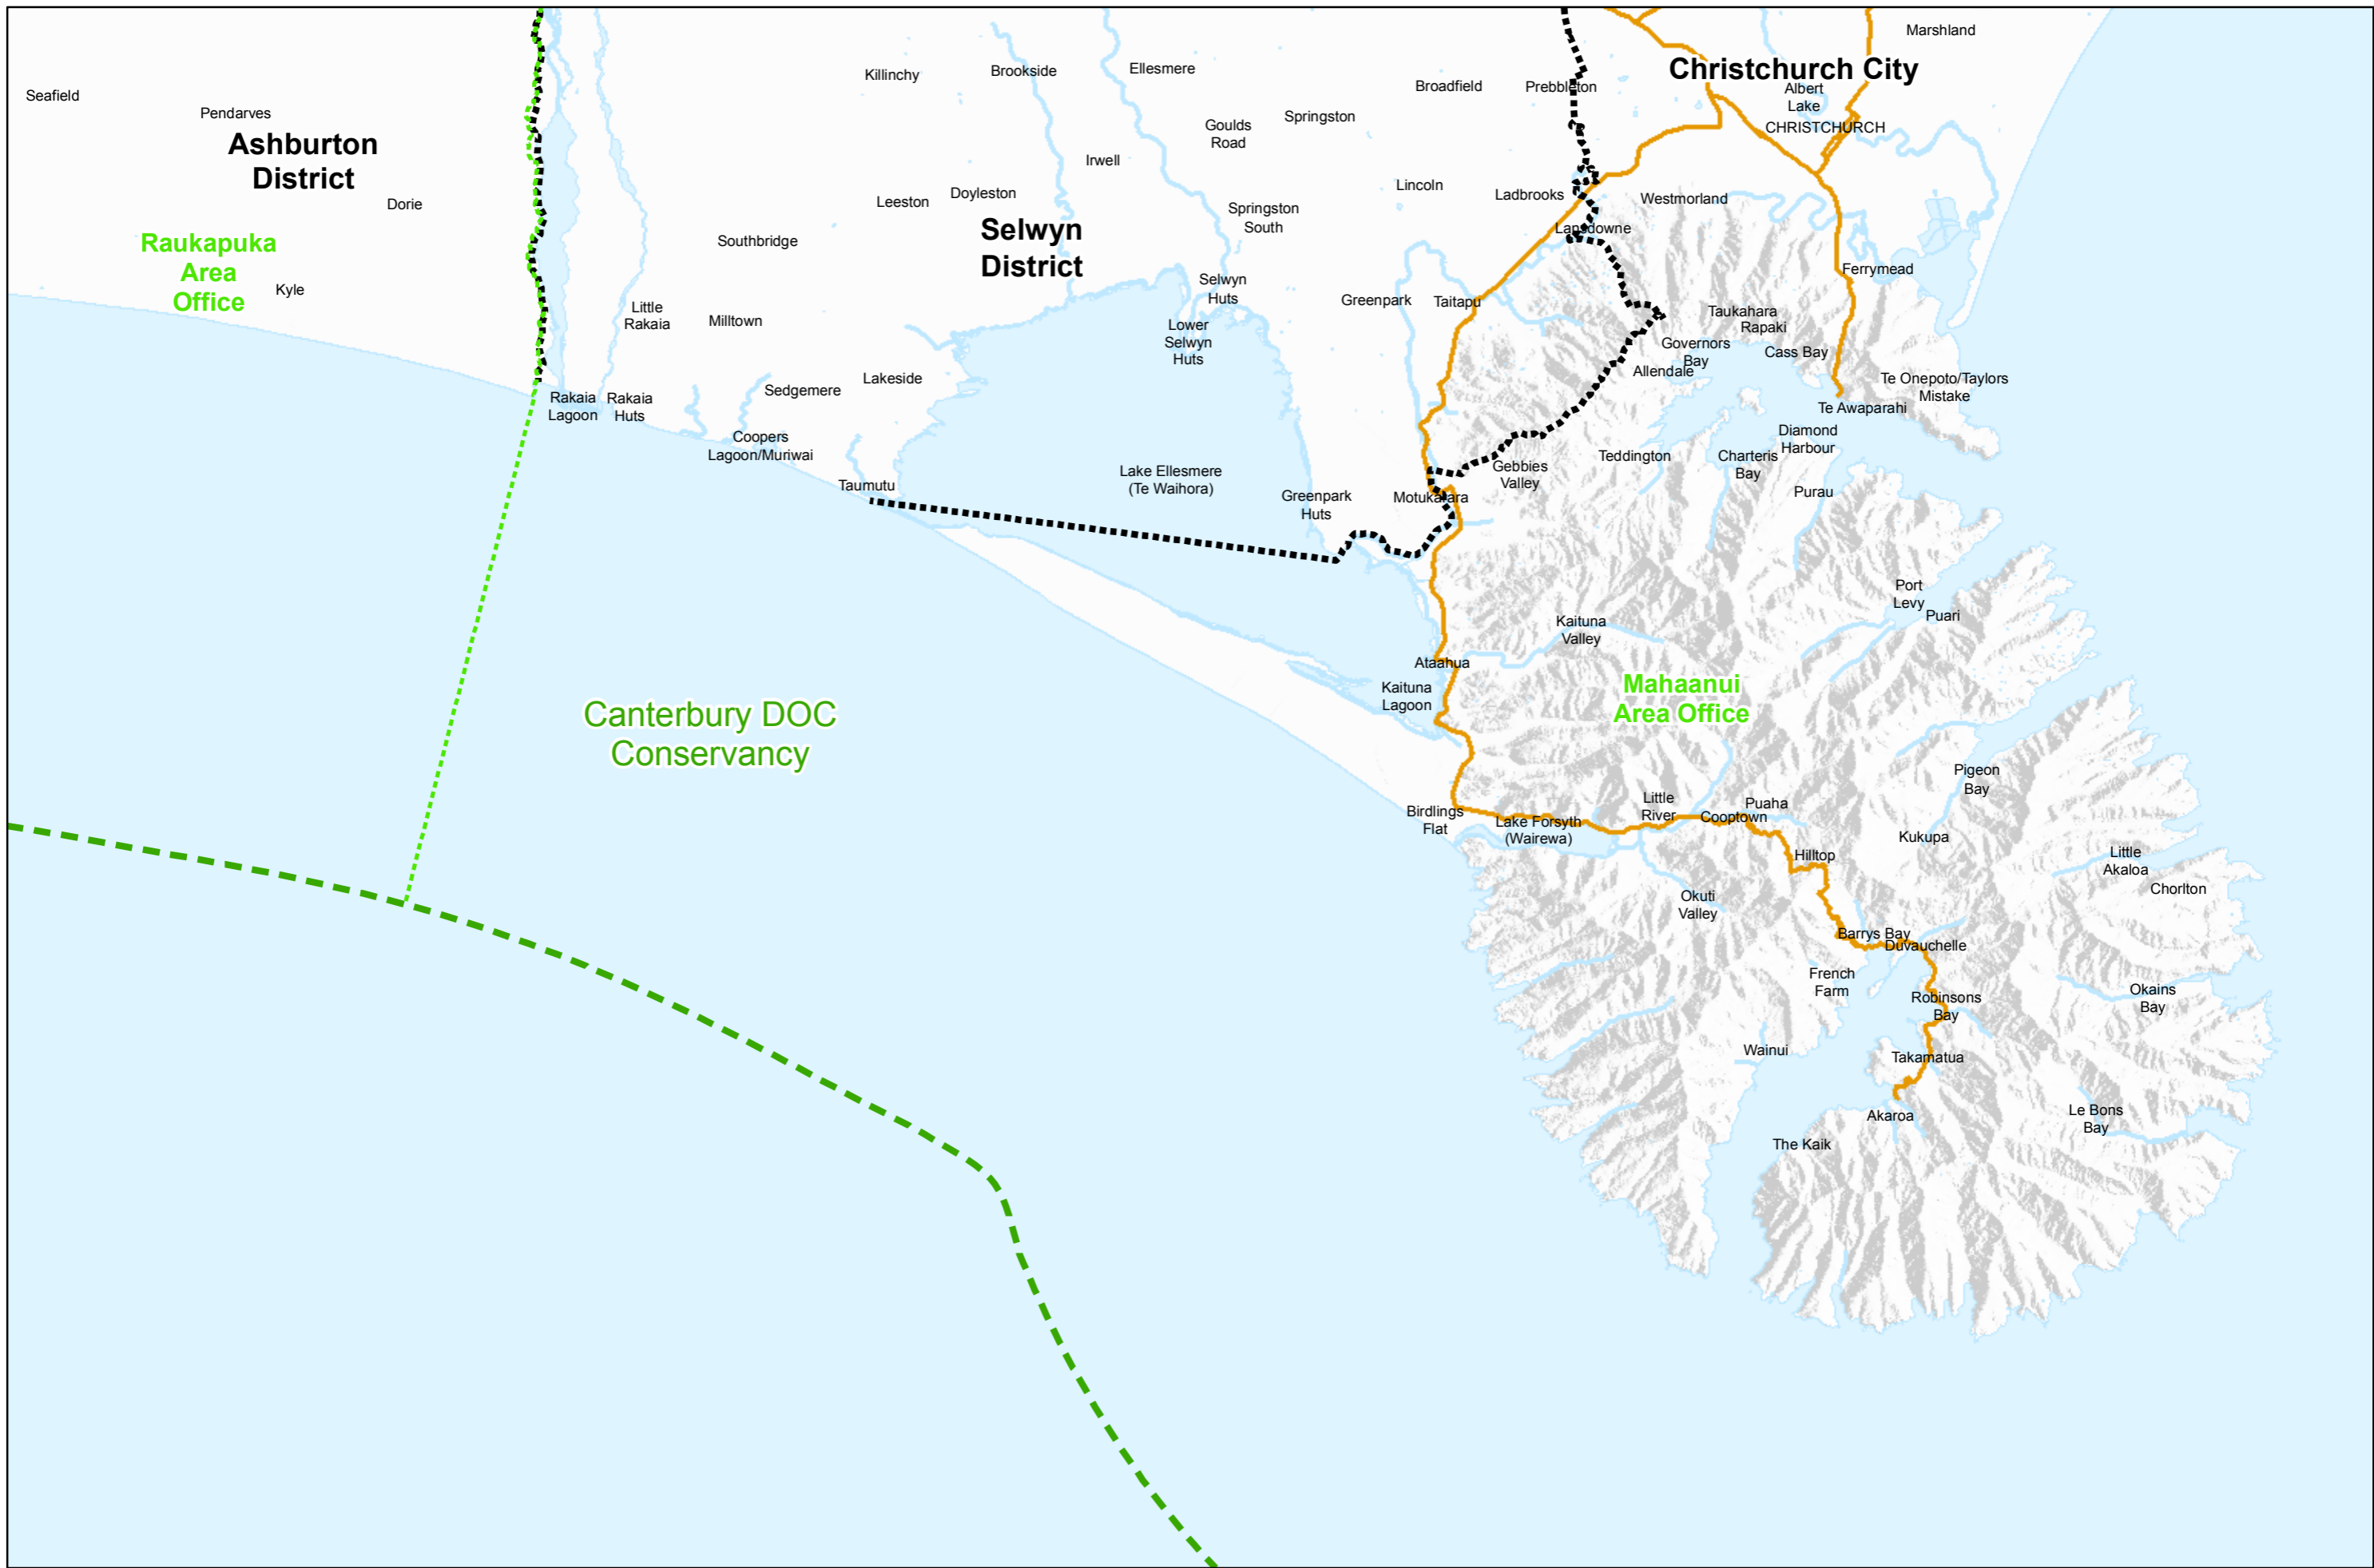 Marshland
Christchurch City
Albert
Lake
CHRISTCHURCH
Killinchy
Brookside
Ellesmere
Broadfield
Prebbleton
Seafield
Pendarves
Ashburton
District
Goulds
Road
Springston
Irwell
Dorie
Leeston
Doyleston
Lincoln
Ladbrooks
Westmorland
Springston
South
Selwyn
District
Lansdowne
Raukapuka
Area
Office
Southbridge
Kyle
Selwyn
Huts
Ferrymead
Greenpark
Taitapu
Little
Rakaia
Milltown
Lower
Selwyn
Huts
Taukahara
Rapaki
Governors
Bay
Cass Bay
Allendale
Te Onepoto/Taylors
Mistake
Te Awaparahi
Lakeside
Sedgemere
Rakaia
Lagoon
Rakaia
Huts
Coopers
Lagoon/Muriwai
Diamond
Harbour
Teddington
Charteris
Bay
Gebbies
Valley
Purau
Lake Ellesmere
(Te Waihora)
Taumutu
Greenpark
Huts
Motukarara
Port
Levy
Puari
Kaituna
Valley
Ataahua
Kaituna
Lagoon
Mahaanui
Area Office
Canterbury DOC
Conservancy
Pigeon
Bay
Little
River
Puaha
Cooptown
Birdlings
Flat
Lake Forsyth
(Wairewa)
Kukupa
Hilltop
Little
Akaloa
Chorlton
Okuti
Valley
Barrys Bay
Duvauchelle
French
Farm
Robinsons
Bay
Okains
Bay
Wainui
Takamatua
Akaroa
Le Bons
Bay
The Kaik